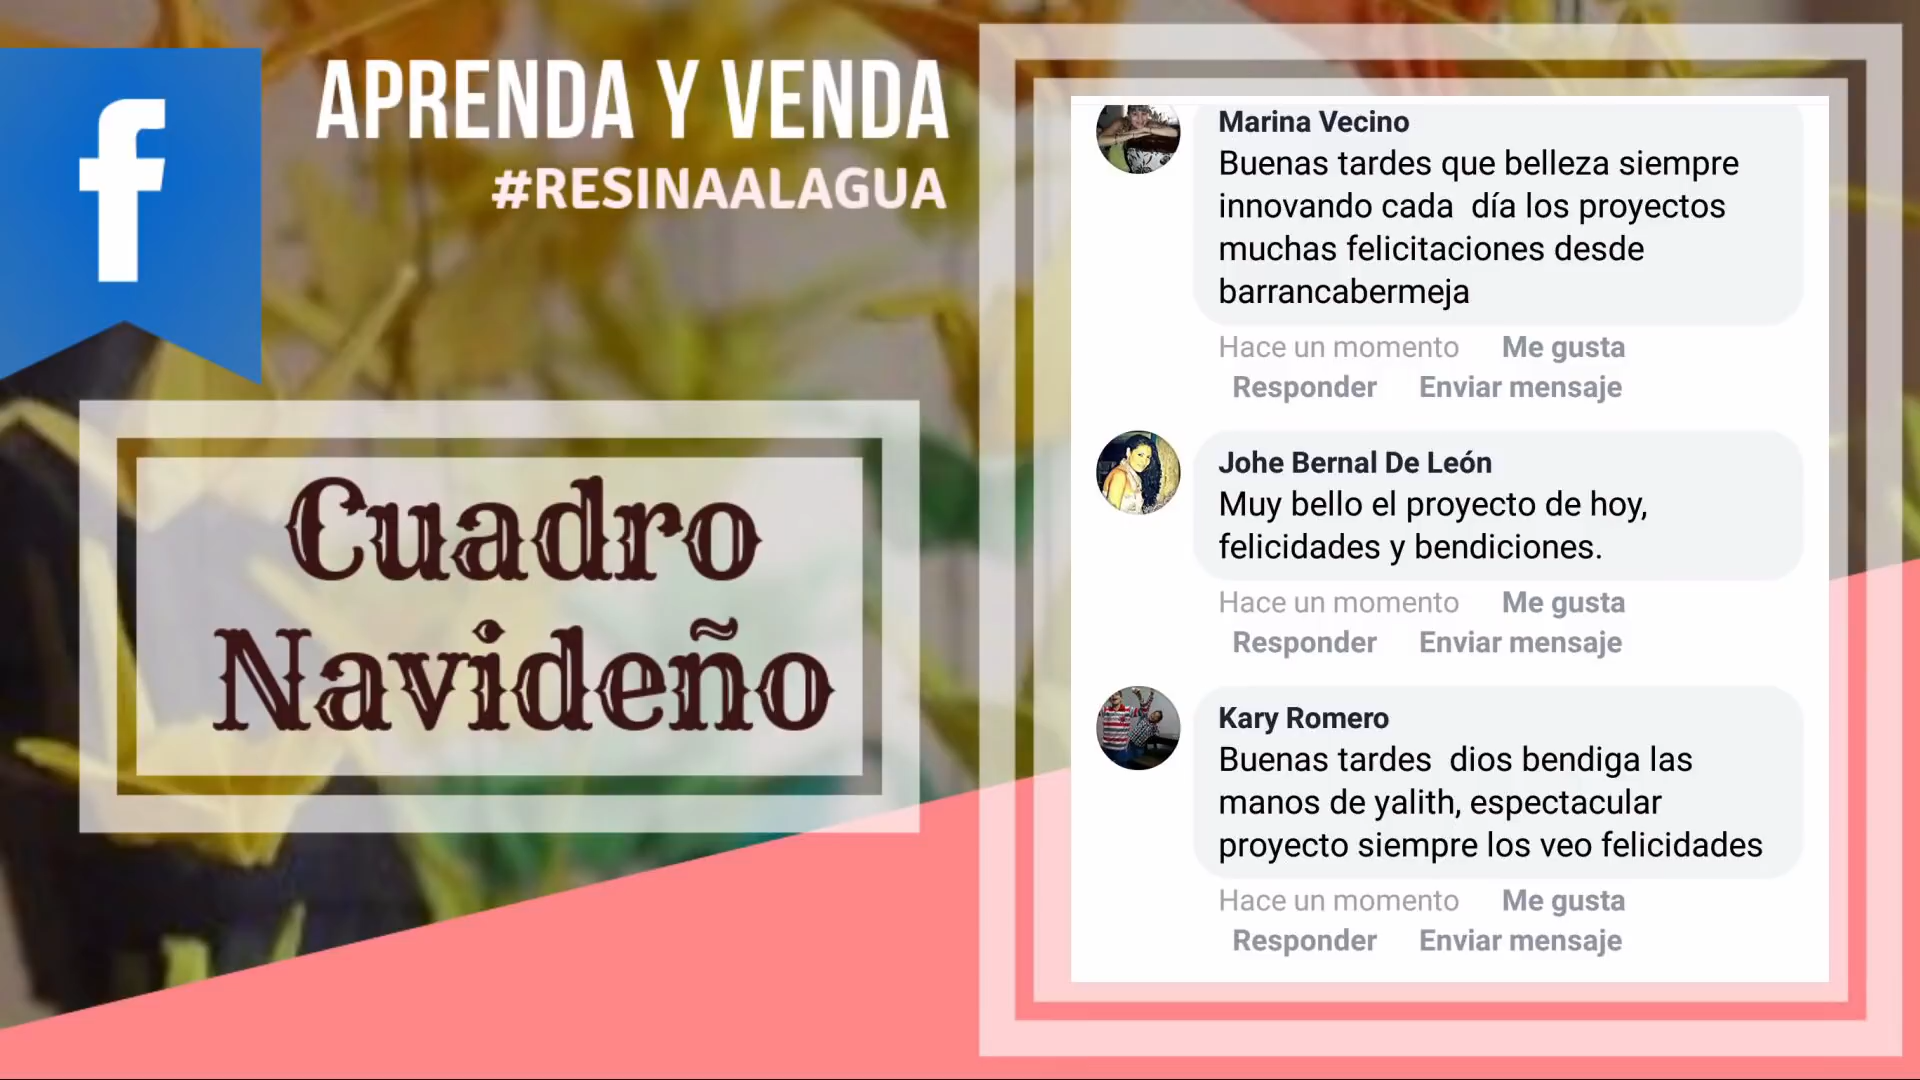 f
APRENDA Y VENDA
#RESINAALAGUA
Cuadro
Navideño
Marina Vecino
Buenas tardes que belleza siempre
innovando cada día los proyectos
muchas felicitaciones desde
barrancabermeja
Hace un momento Me gusta
Responder Enviar mensaje
Johe Bernal De León
Muy bello el proyecto de hoy,
felicidades y bendiciones.
Hace un momento Me gusta
Responder Enviar mensaje
Kary Romero
Buenas tardes dios bendiga las
manos de yalith, espectacular
proyecto siempre los veo felicidades
Hace un momento Me gusta
Responder Enviar mensaje